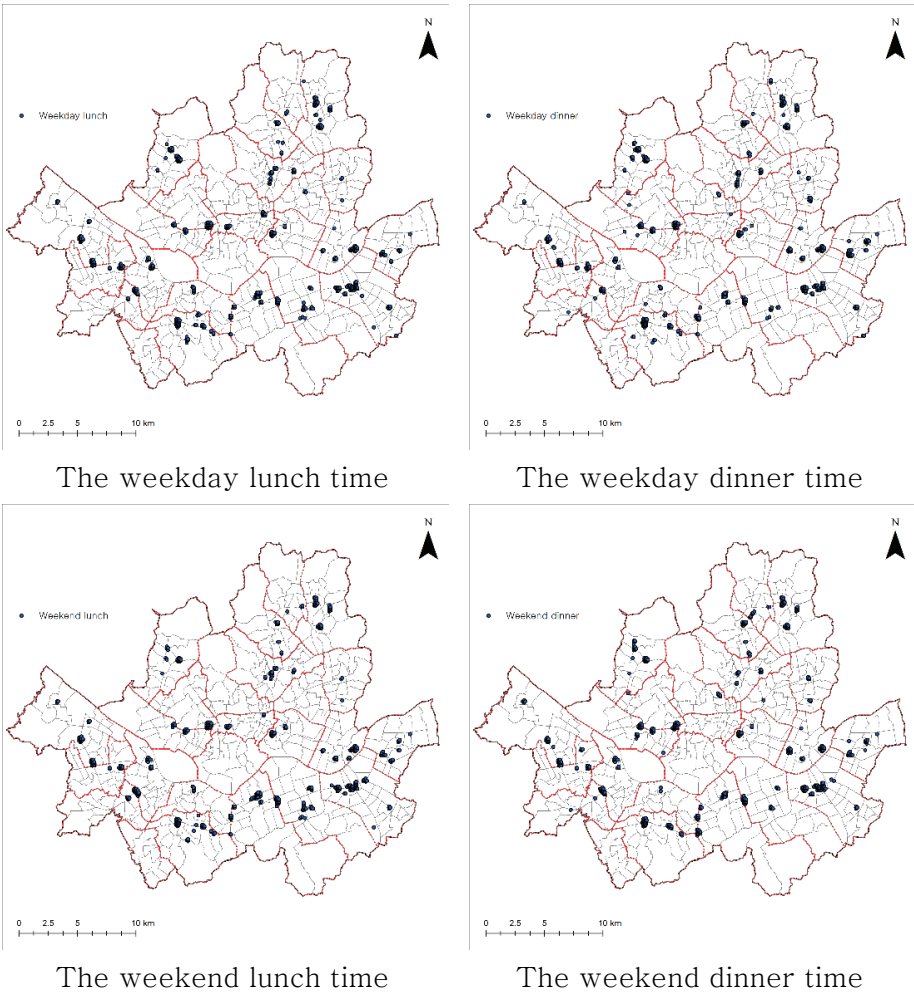 N N
Weekday lunch Weekday dinner
0 2.5 5 10 km 0 2.5 5 10 km
The weekday lunch time The weekday dinner time
N N
Weekend lunch Weekend dinner
0 2.5 5 10 km 0 2.5 5 10 km
The weekend lunch time The weekend dinner time